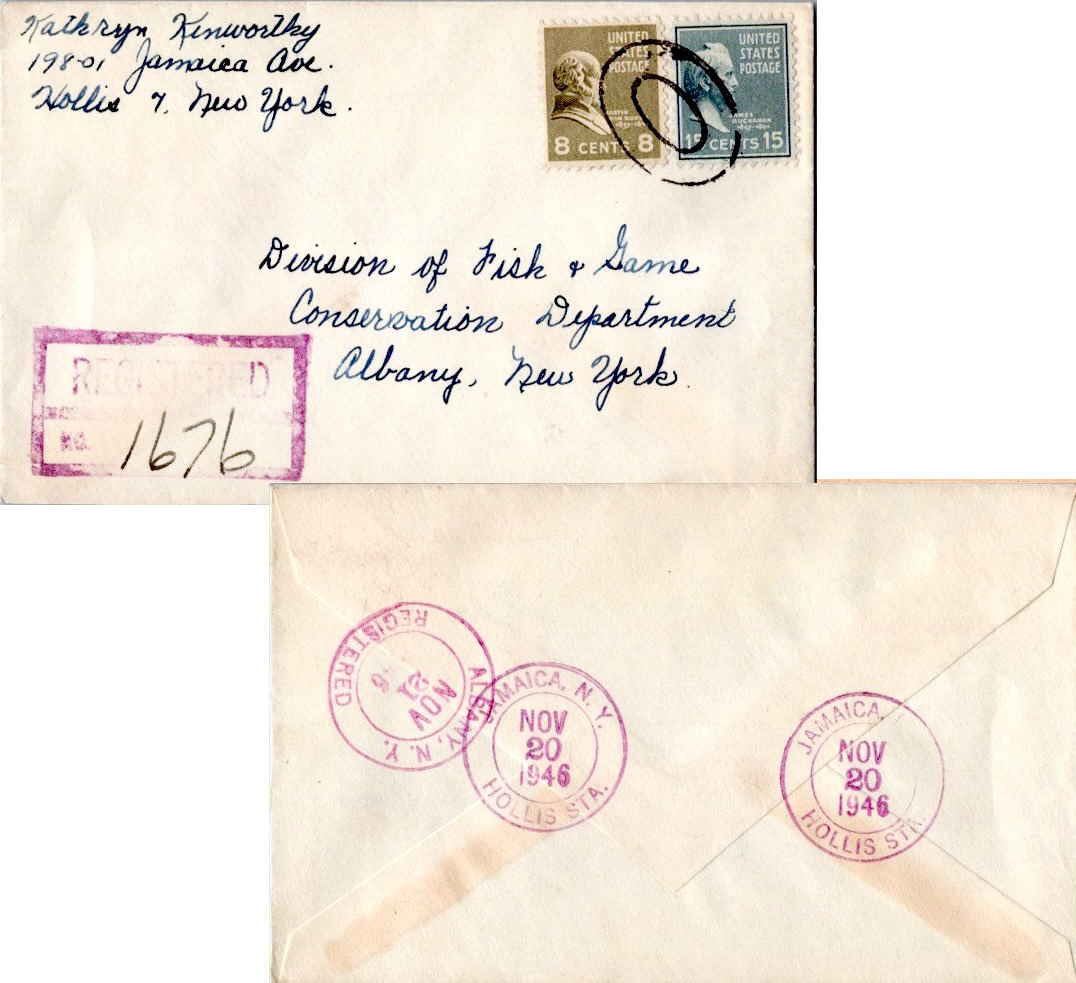 Kathryn Kenworthy
198-01 Jamaica Ave.
Hollis 7, New York.
UNITED
STATES
POSTAGE
8 CENTS 8
UNITED
STATES
POSTAGE
JAMES
BUCHANAN
15 CENTS 15
Division of Fish & Game
Conservation Department
Albany, New York.
REGISTERED
NO. 1676
REGISTERED
NOV
21
ALBANY, N. Y.
JAMAICA, N. Y.
NOV
20
1946
HOLLIS STA.
JAMAICA,
NOV
20
1946
HOLLIS STA.